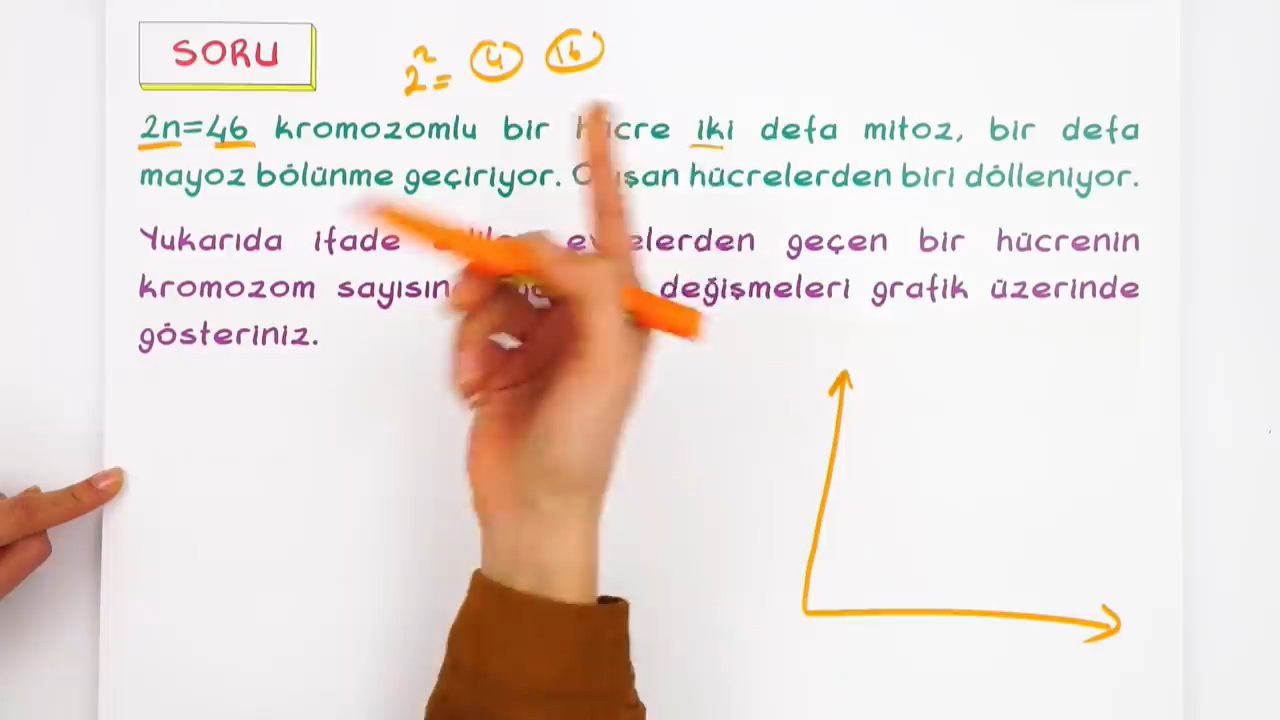 SORU
2² = 4 16
2n=46 kromozomlu bir hücre iki defa mitoz, bir defa
mayoz bölünme geçiriyor. Oluşan hücrelerden biri dölleniyor.
Yukarıda ifade evrelerden geçen bir hücrenin
kromozom değişmeleri grafik üzerinde
gösteriniz.